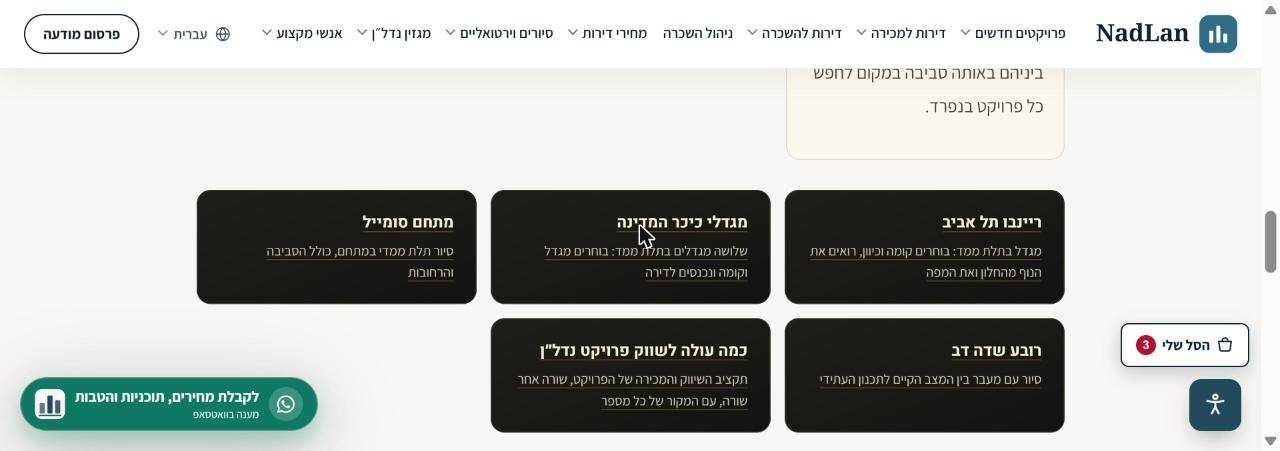 NadLan
פרויקטים חדשים
דירות למכירה
דירות להשכרה
ניהול השכרה
מחירי דירות
סיורים וירטואליים
מגזין נדל״ן
אנשי מקצוע
עברית
פרסום מודעה
ביניהם באותה סביבה במקום לחפש
כל פרויקט בנפרד.
ריינבו תל אביב
מגדל בתלת ממד: בוחרים קומה וכיוון, רואים את
הנוף מהחלון ואת המפה
מגדלי כיכר המדינה
שלושה מגדלים בתלת ממד: בוחרים מגדל
וקומה ונכנסים לדירה
מתחם סומייל
סיור תלת ממדי במתחם, כולל הסביבה
והרחובות
רובע שדה דב
סיור עם מעבר בין המצב הקיים לתכנון העתידי
כמה עולה לשווק פרויקט נדל״ן
תקציב השיווק והמכירה של הפרויקט, שורה אחר
שורה, עם המקור של כל מספר
הסל שלי 3
לקבלת מחירים, תוכניות והטבות
מענה בוואטסאפ